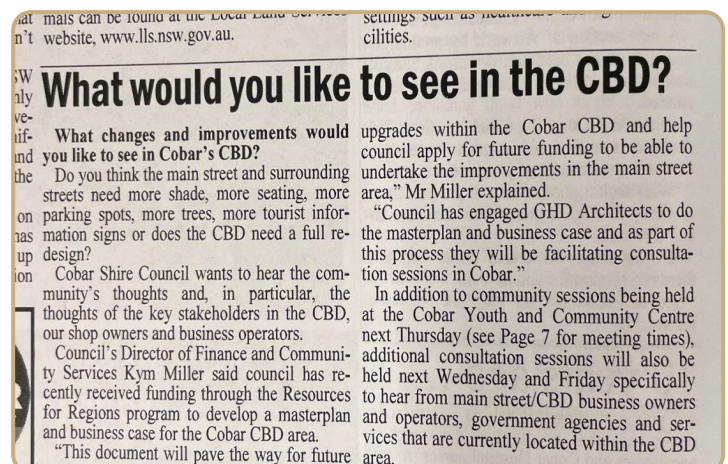 mals can be found at the Local Land Services
n't website, www.lls.nsw.gov.au.
settings such as healthcare
cilities.
What would you like to see in the CBD?
What changes and improvements would
you like to see in Cobar's CBD?
Do you think the main street and surrounding
streets need more shade, more seating, more
parking spots, more trees, more tourist infor-
mation signs or does the CBD need a full re-
design?
Cobar Shire Council wants to hear the com-
munity's thoughts and, in particular, the
thoughts of the key stakeholders in the CBD,
our shop owners and business operators.
Council's Director of Finance and Communi-
ty Services Kym Miller said council has re-
cently received funding through the Resources
for Regions program to develop a masterplan
and business case for the Cobar CBD area.
"This document will pave the way for future
upgrades within the Cobar CBD and help
council apply for future funding to be able to
undertake the improvements in the main street
area," Mr Miller explained.
"Council has engaged GHD Architects to do
the masterplan and business case and as part of
this process they will be facilitating consulta-
tion sessions in Cobar."
In addition to community sessions being held
at the Cobar Youth and Community Centre
next Thursday (see Page 7 for meeting times),
additional consultation sessions will also be
held next Wednesday and Friday specifically
to hear from main street/CBD business owners
and operators, government agencies and ser-
vices that are currently located within the CBD
area.